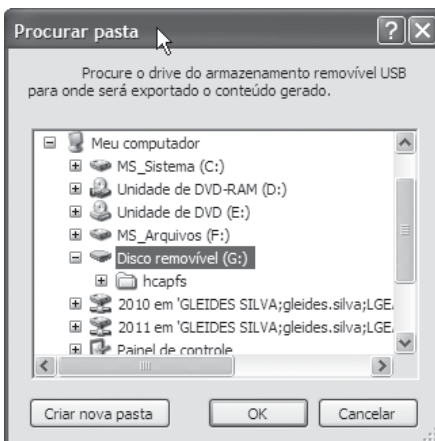 Procurar pasta
Procure o drive do armazenamento removível USB
para onde será exportado o conteúdo gerado.
Meu computador
MS_Sistema (C:)
Unidade de DVD-RAM (D:)
Unidade de DVD (E:)
MS_Arquivos (F:)
Disco removível (G:)
hcapfs
2010 em 'GLEIDES SILVA;gleides.silva;LGE
2011 em 'GLEIDES SILVA;gleides.silva;LGE
Painel de controle
Criar nova pasta OK Cancelar